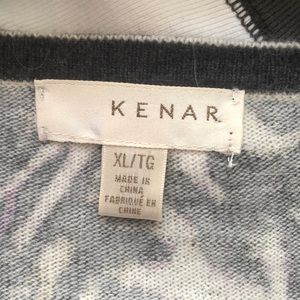 KENAR
XL/TG
MADE IN
CHINA
FABRIQUÉ EN
CHINE